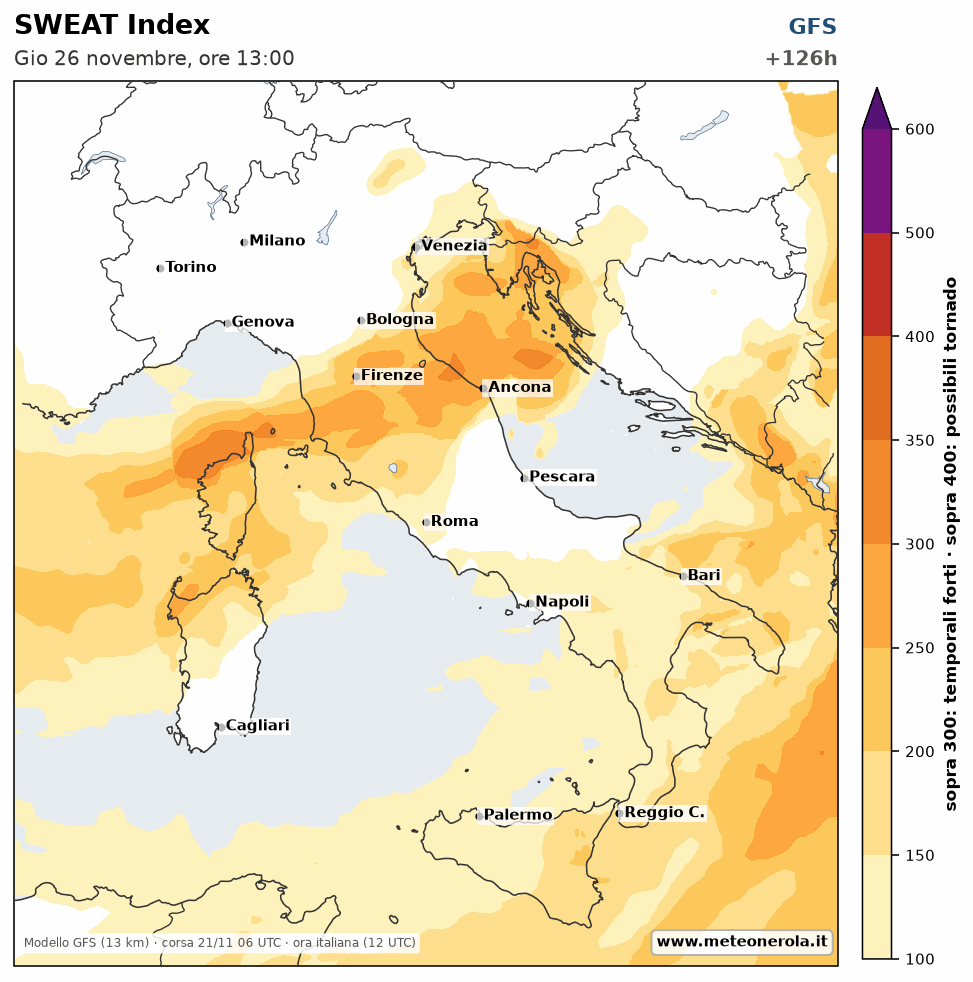 SWEAT Index
GFS
Gio 26 novembre, ore 13:00
+126h
600
500
400
350
300
250
200
150
100
sopra 300: temporali forti · sopra 400: possibili tornado
Milano
Venezia
Torino
Genova
Bologna
Firenze
Ancona
Pescara
Roma
Bari
Napoli
Cagliari
Palermo
Reggio C.
Modello GFS (13 km) · corsa 21/11 06 UTC · ora italiana (12 UTC)
www.meteonerola.it